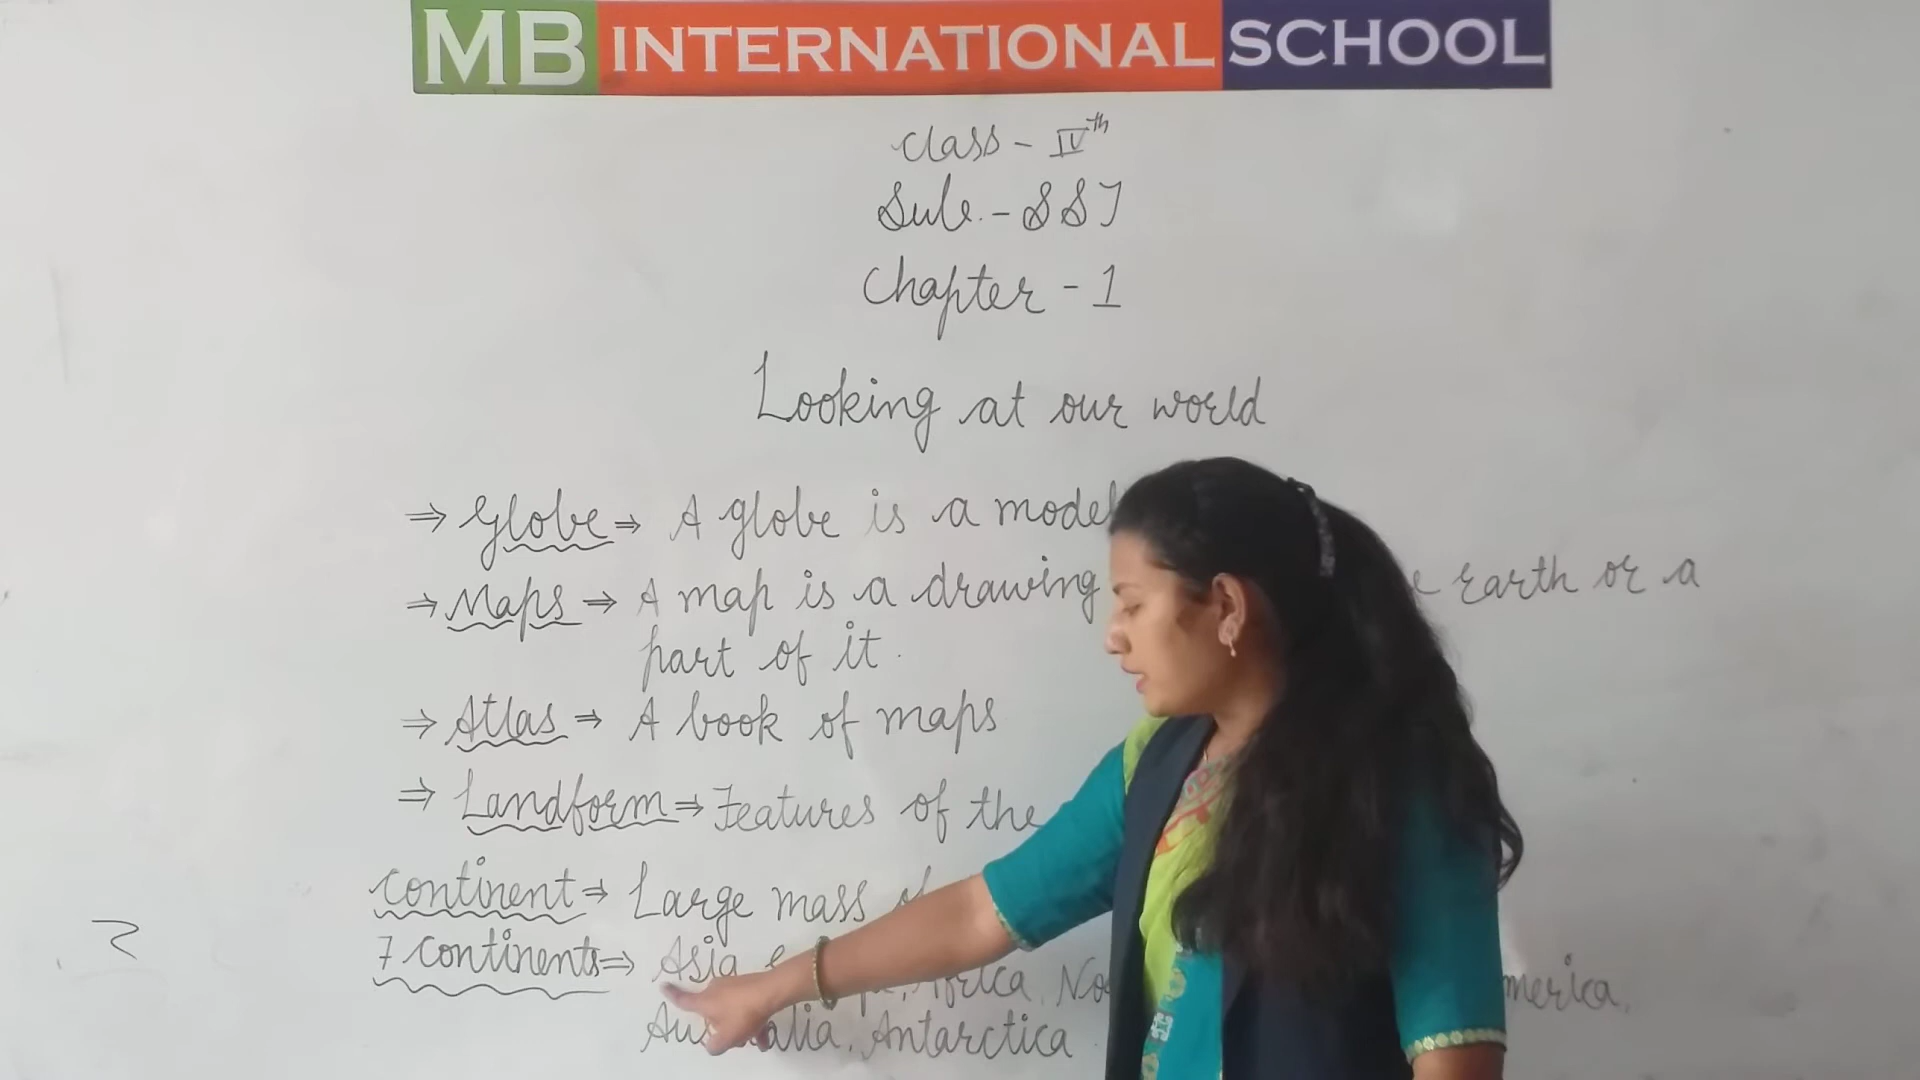 MB INTERNATIONAL SCHOOL
Class - IVth
Sub. - SST
Chapter - 1
Looking at our world
⇒ Globe ⇒ A globe is a model
⇒ Maps ⇒ A map is a drawing Earth or a
part of it.
⇒ Atlas ⇒ A book of maps
⇒ Landform ⇒ Features of the
Continent ⇒ Large mass
7 Continents ⇒ Asia Africa,
Antarctica